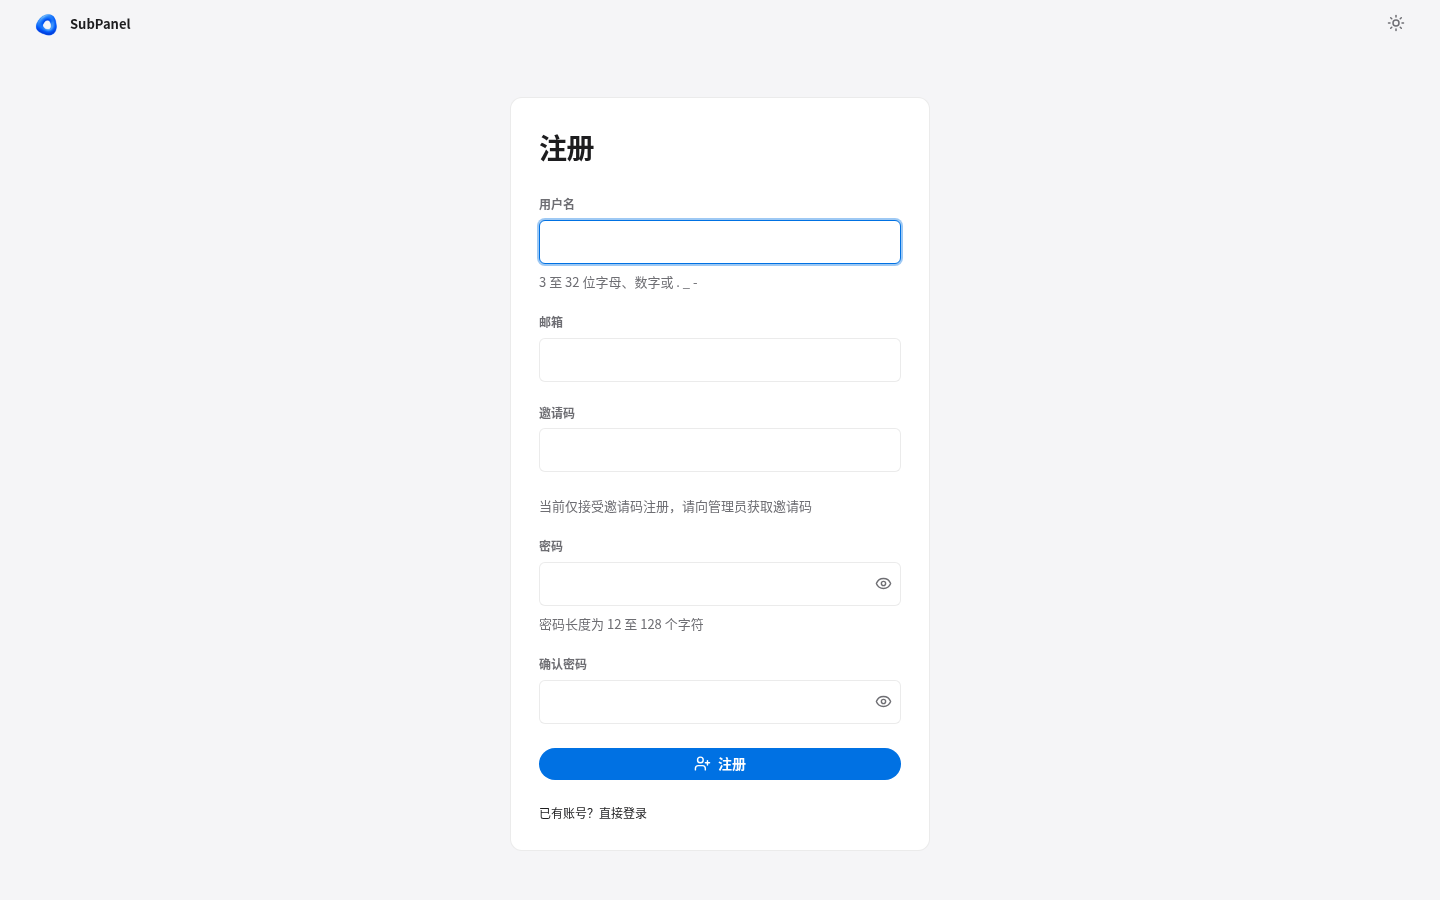 SubPanel
注册
用户名
3 至 32 位字母、数字或 . _ -
邮箱
邀请码
当前仅接受邀请码注册，请向管理员获取邀请码
密码
密码长度为 12 至 128 个字符
确认密码
注册
已有账号？直接登录